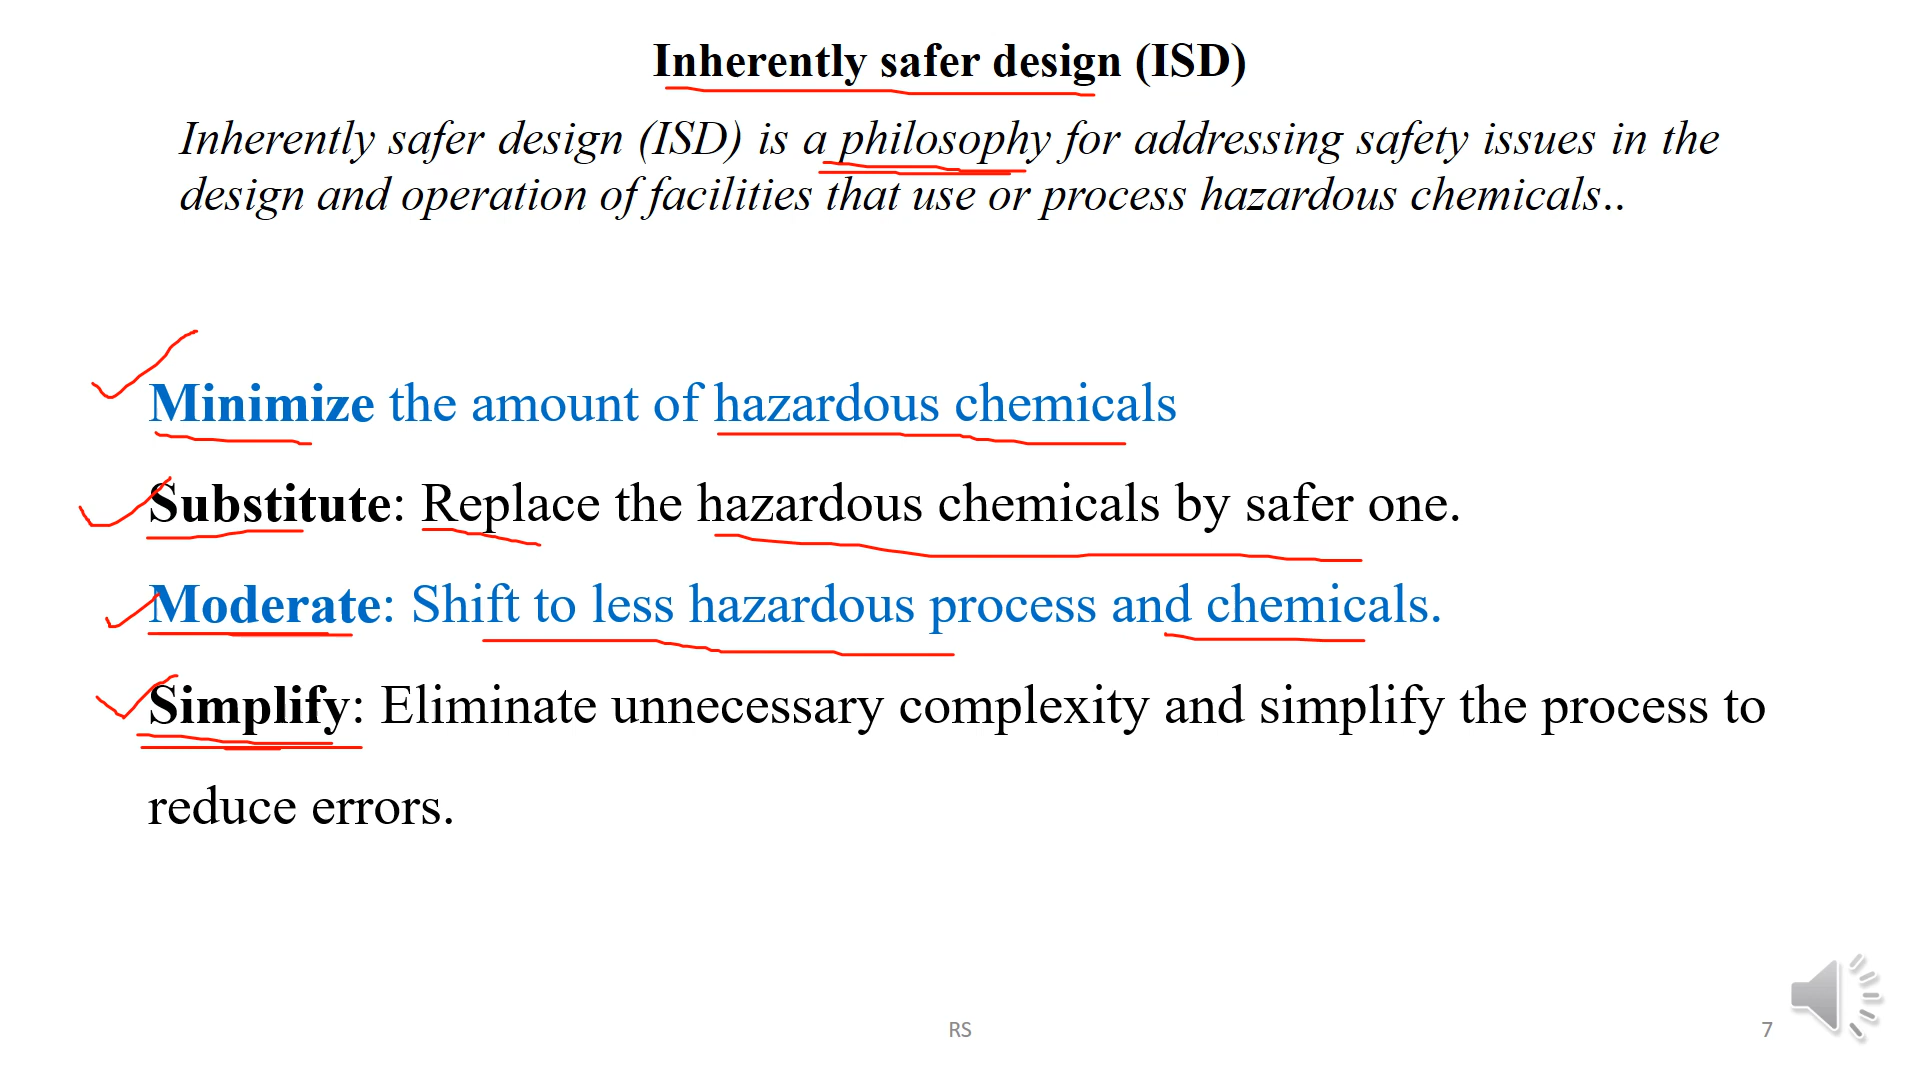 Inherently safer design (ISD)
Inherently safer design (ISD) is a philosophy for addressing safety issues in the
design and operation of facilities that use or process hazardous chemicals..
Minimize the amount of hazardous chemicals
Substitute: Replace the hazardous chemicals by safer one.
Moderate: Shift to less hazardous process and chemicals.
Simplify: Eliminate unnecessary complexity and simplify the process to
reduce errors.
RS
7